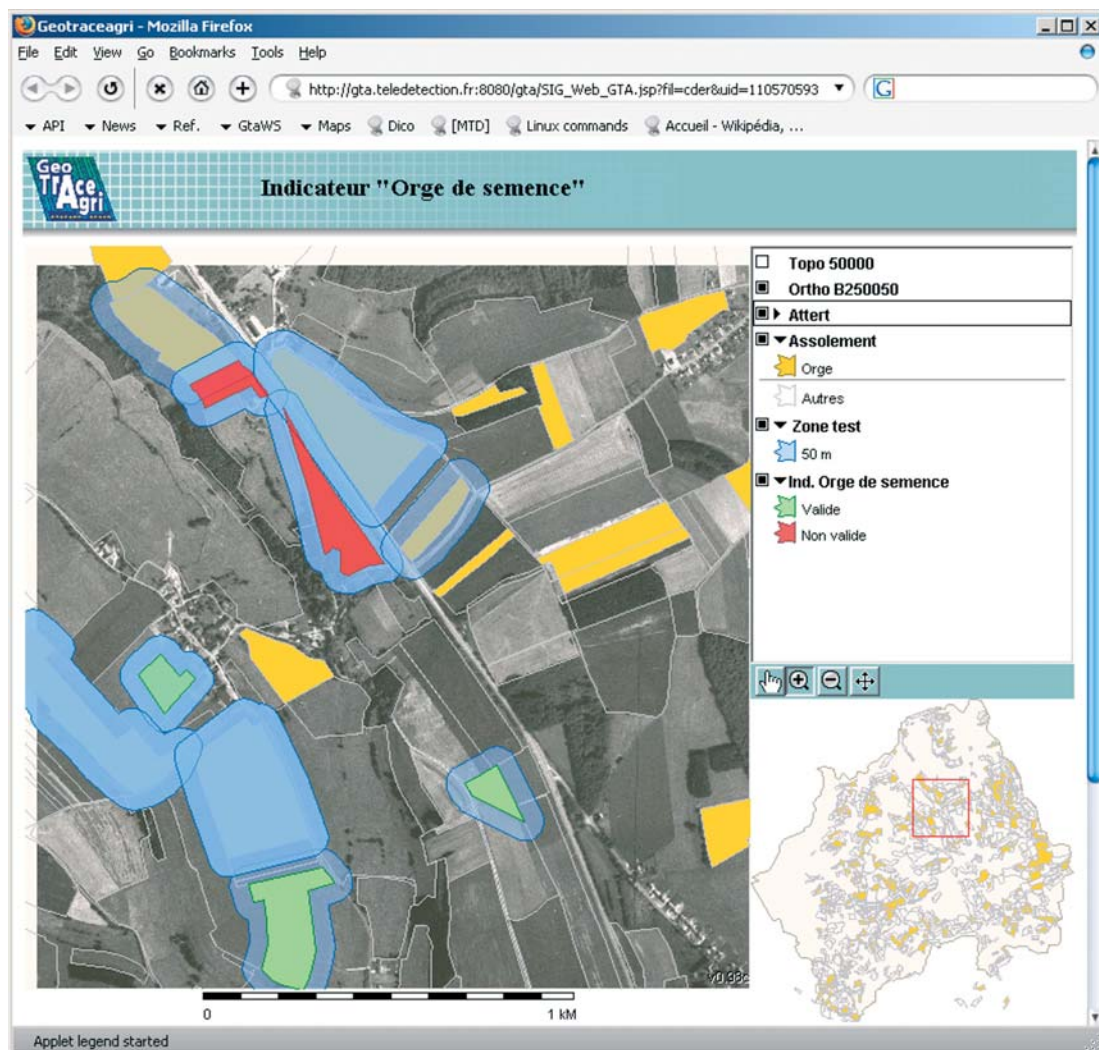 Geotraceagri - Mozilla Firefox
File Edit View Go Bookmarks Tools Help
http://gta.teledetection.fr:8080/gta/SIG_Web_GTA.jsp?fil=cder&uid=110570593
API News Ref. GtaWS Maps Dico [MTD] Linux commands Accueil - Wikipédia, ...
Geo
TrAce.
Agri
Indicateur "Orge de semence"
Topo 50000
Ortho B250050
Attert
Assolement
Orge
Autres
Zone test
50 m
Ind. Orge de semence
Valide
Non valide
0 1 kM
Applet legend started